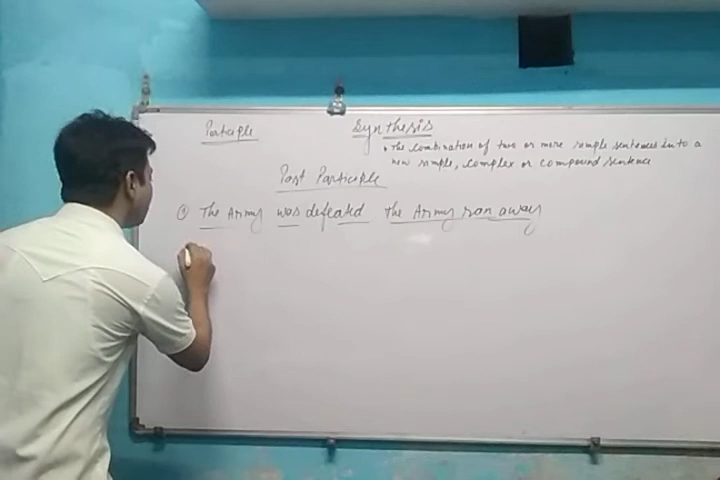 Participle
Synthesis
• The combination of two or more simple sentences into a
new simple, complex or compound sentence
Past Participle
① The Army was defeated The Army ran away